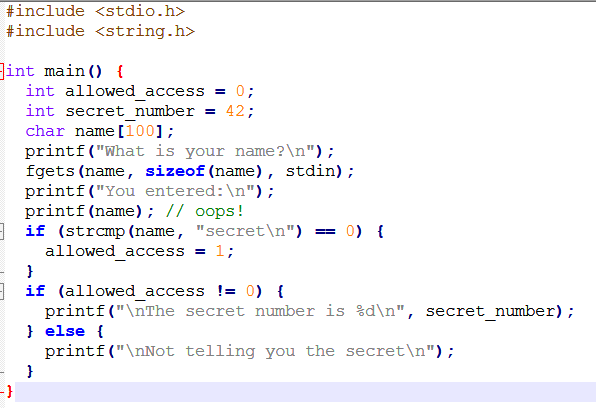 #include <stdio.h>
#include <string.h>

int main() {
  int allowed_access = 0;
  int secret_number = 42;
  char name[100];
  printf("What is your name?\n");
  fgets(name, sizeof(name), stdin);
  printf("You entered:\n");
  printf(name); // oops!
  if (strcmp(name, "secret\n") == 0) {
    allowed_access = 1;
  }
  if (allowed_access != 0) {
    printf("\nThe secret number is %d\n", secret_number);
  } else {
    printf("\nNot telling you the secret\n");
  }
}